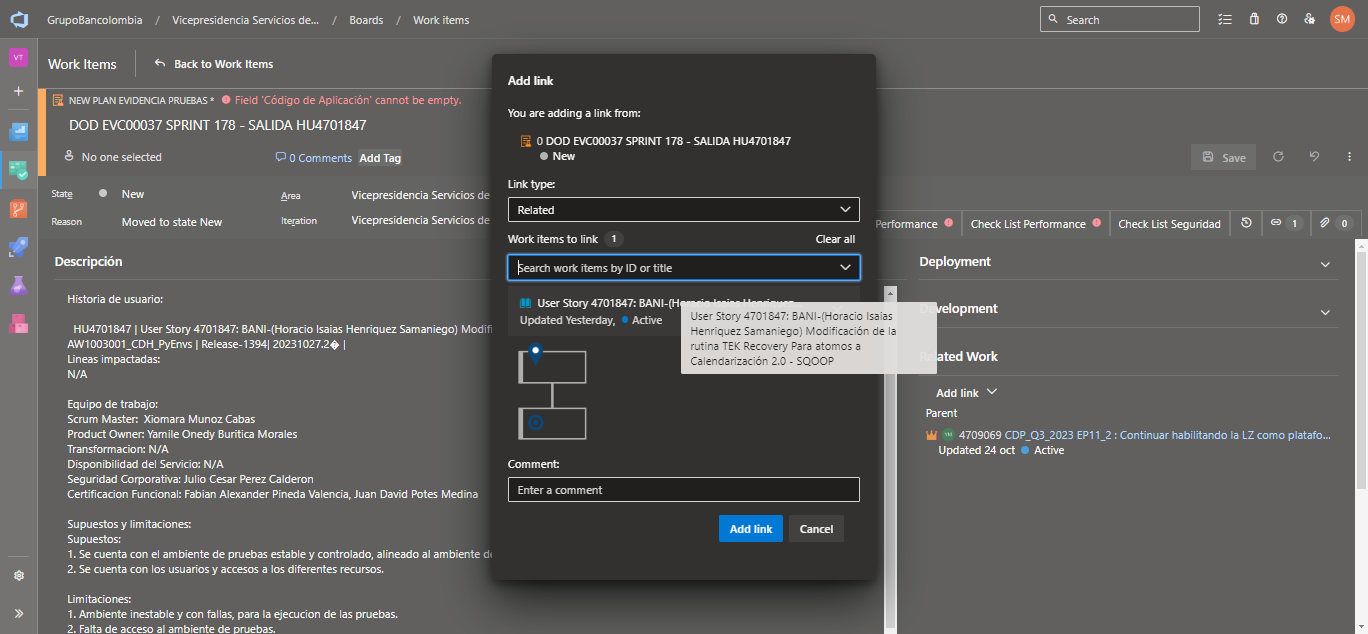 GrupoBancolombia / Vicepresidencia Servicios de... / Boards / Work items
Search
SM
VT
Work Items
Back to Work Items
NEW PLAN EVIDENCIA PRUEBAS * Field 'Código de Aplicación' cannot be empty.
DOD EVC00037 SPRINT 178 - SALIDA HU4701847
No one selected
0 Comments
Add Tag
Save
State
New
Area
Vicepresidencia Servicios de
Reason
Moved to state New
Iteration
Vicepresidencia Servicios de
Performance
Check List Performance
Check List Seguridad
1
0
Descripción
Historia de usuario:
HU4701847 | User Story 4701847: BANI-(Horacio Isaias Henriquez Samaniego) Modifi
AW1003001_CDH_PyEnvs | Release-1394| 20231027.2� |
Lineas impactadas:
N/A
Equipo de trabajo:
Scrum Master: Xiomara Munoz Cabas
Product Owner: Yamile Onedy Buritica Morales
Transformacion: N/A
Disponibilidad del Servicio: N/A
Seguridad Corporativa: Julio Cesar Perez Calderon
Certificacion Funcional: Fabian Alexander Pineda Valencia, Juan David Potes Medina
Supuestos y limitaciones:
Supuestos:
1. Se cuenta con el ambiente de pruebas estable y controlado, alineado al ambiente de
2. Se cuenta con los usuarios y accesos a los diferentes recursos.
Limitaciones:
1. Ambiente inestable y con fallas, para la ejecucion de las pruebas.
2. Falta de acceso al ambiente de pruebas.
Add link
You are adding a link from:
0 DOD EVC00037 SPRINT 178 - SALIDA HU4701847
New
Link type:
Related
Work items to link 1
Clear all
Search work items by ID or title
User Story 4701847: BANI-(Horacio Isaias Henriquez
Updated Yesterday, Active
User Story 4701847: BANI-(Horacio Isaias
Henriquez Samaniego) Modificación de la
rutina TEK Recovery Para atomos a
Calendarización 2.0 - SQOOP
Comment:
Enter a comment
Add link
Cancel
Deployment
Development
Related Work
Add link
Parent
YM 4709069 CDP_Q3_2023 EP11_2 : Continuar habilitando la LZ como platafo...
Updated 24 oct Active